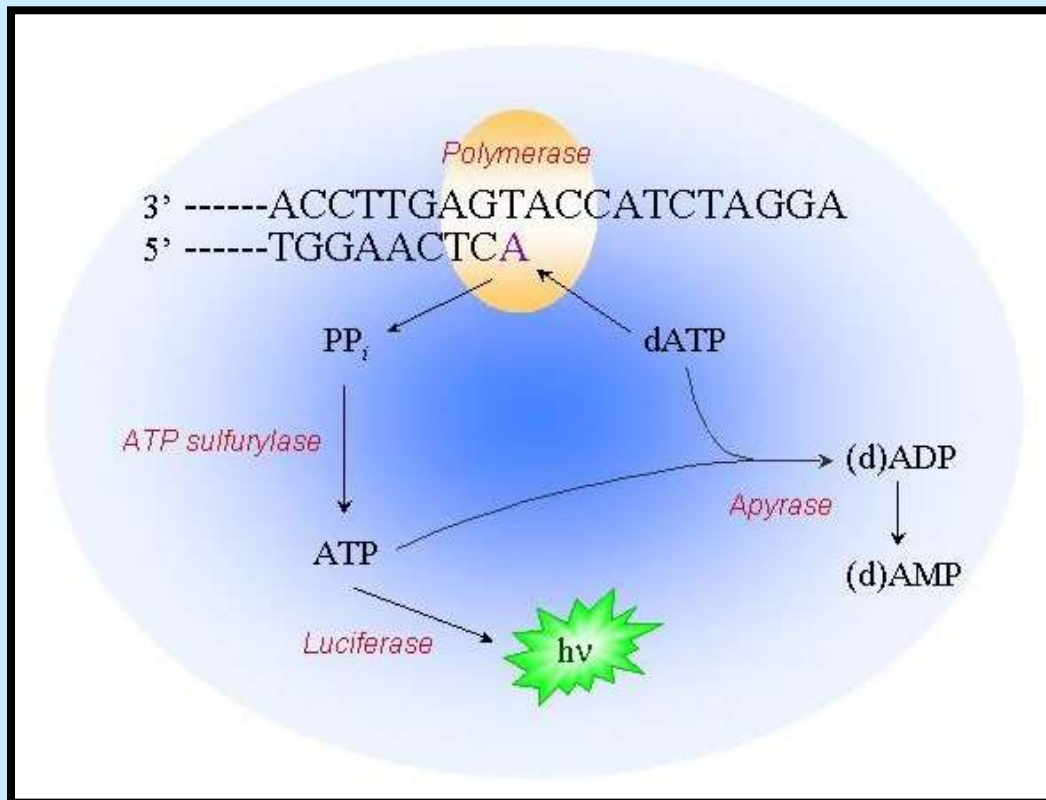 Polymerase
3’ ------ACCTTGAGTACCATCTAGGA
5’ ------TGGAACTCA
PPi
dATP
ATP sulfurylase
(d)ADP
Apyrase
ATP
(d)AMP
Luciferase
hν